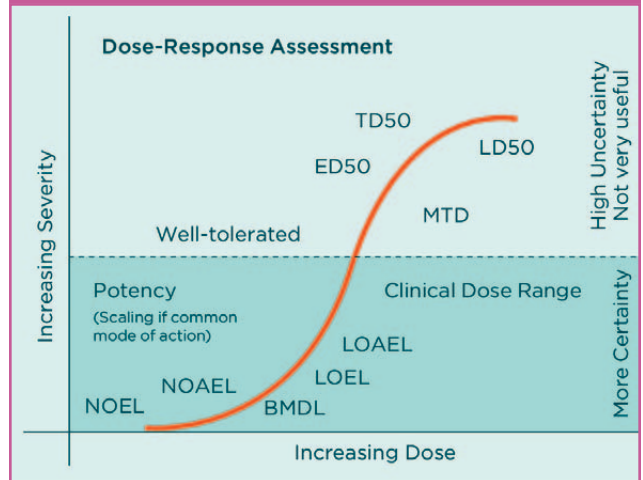 Dose-Response Assessment
TD50
LD50
ED50
MTD
Well-tolerated
High Uncertainty
Not very useful
Increasing Severity
Potency
(Scaling if common
mode of action)
Clinical Dose Range
LOAEL
LOEL
NOAEL
BMDL
NOEL
More Certainty
Increasing Dose